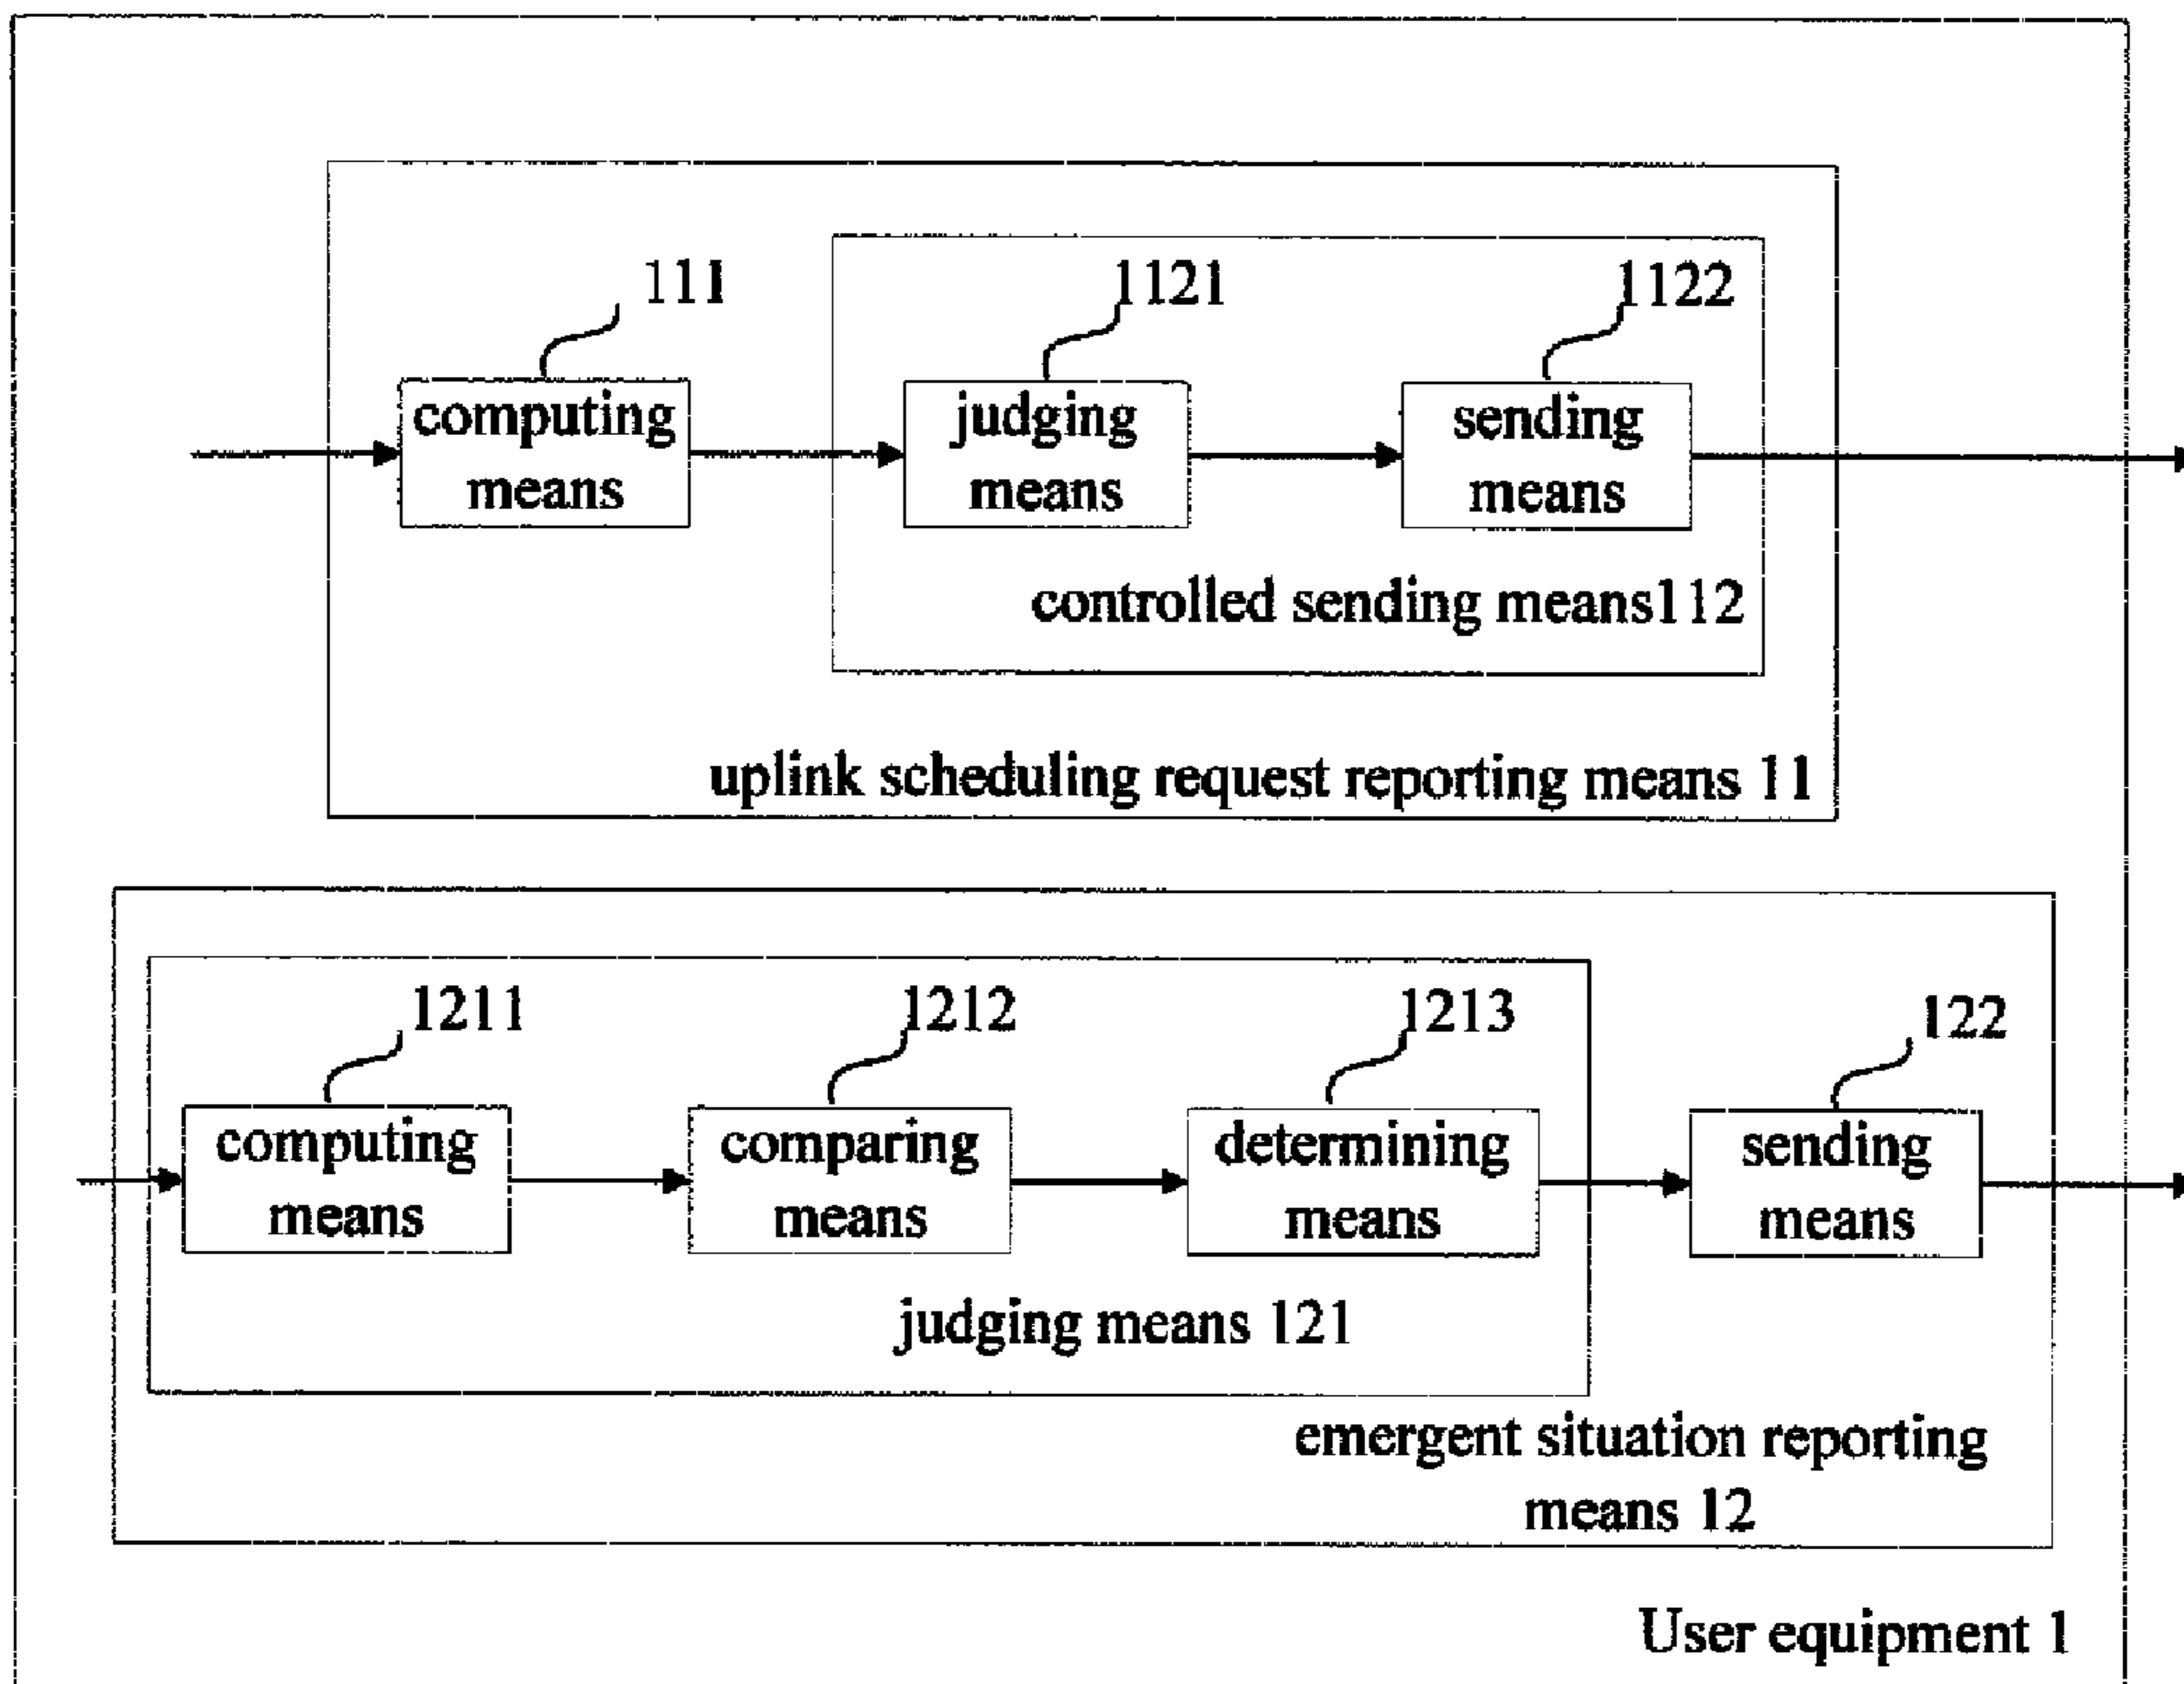 111
1121
1122
computing
means
judging
means
sending
means
controlled sending means112
uplink scheduling request reporting means 11
1211
1212
1213
122
computing
means
comparing
means
determining
means
sending
means
judging means 121
emergent situation reporting
means 12
User equipment 1